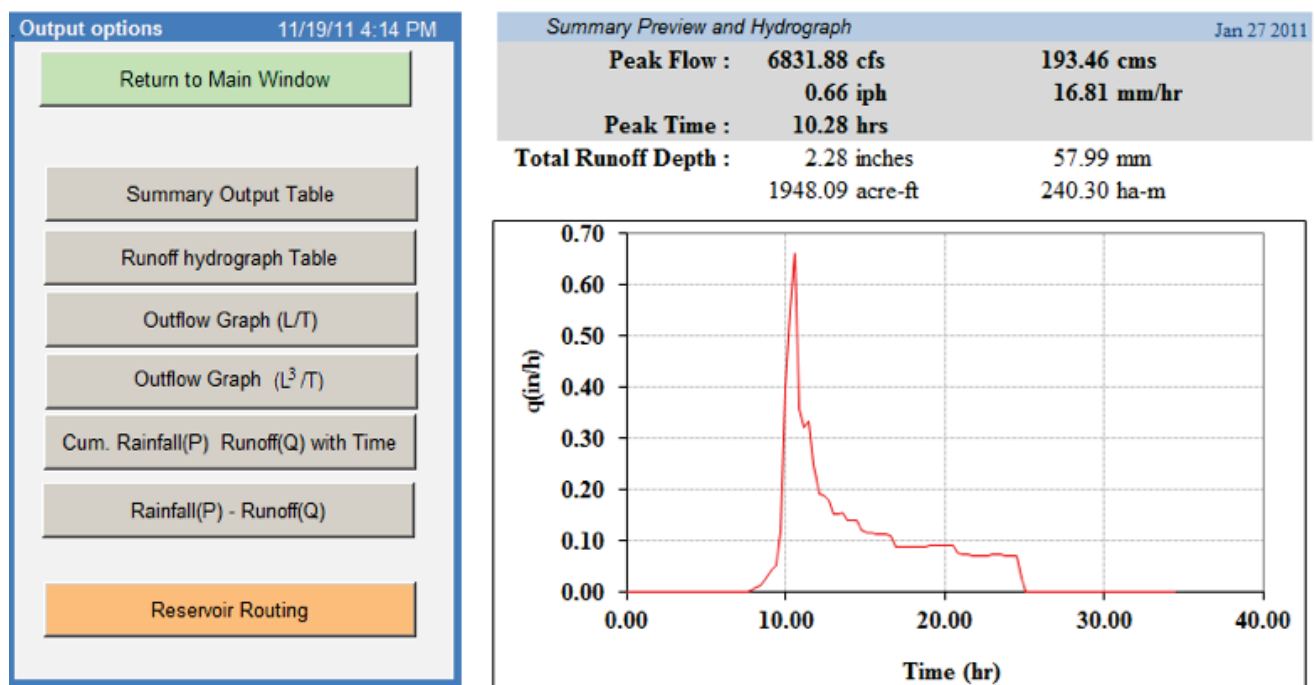 Output options 11/19/11 4:14 PM
Return to Main Window
Summary Output Table
Runoff hydrograph Table
Outflow Graph (L/T)
Outflow Graph (L³/T)
Cum. Rainfall(P) Runoff(Q) with Time
Rainfall(P) - Runoff(Q)
Reservoir Routing
Summary Preview and Hydrograph Jan 27 2011
Peak Flow : 6831.88 cfs 193.46 cms
0.66 iph 16.81 mm/hr
Peak Time : 10.28 hrs
Total Runoff Depth : 2.28 inches 57.99 mm
1948.09 acre-ft 240.30 ha-m
0.70
0.60
0.50
0.40
0.30
0.20
0.10
0.00
q(in/h)
0.00 10.00 20.00 30.00 40.00
Time (hr)